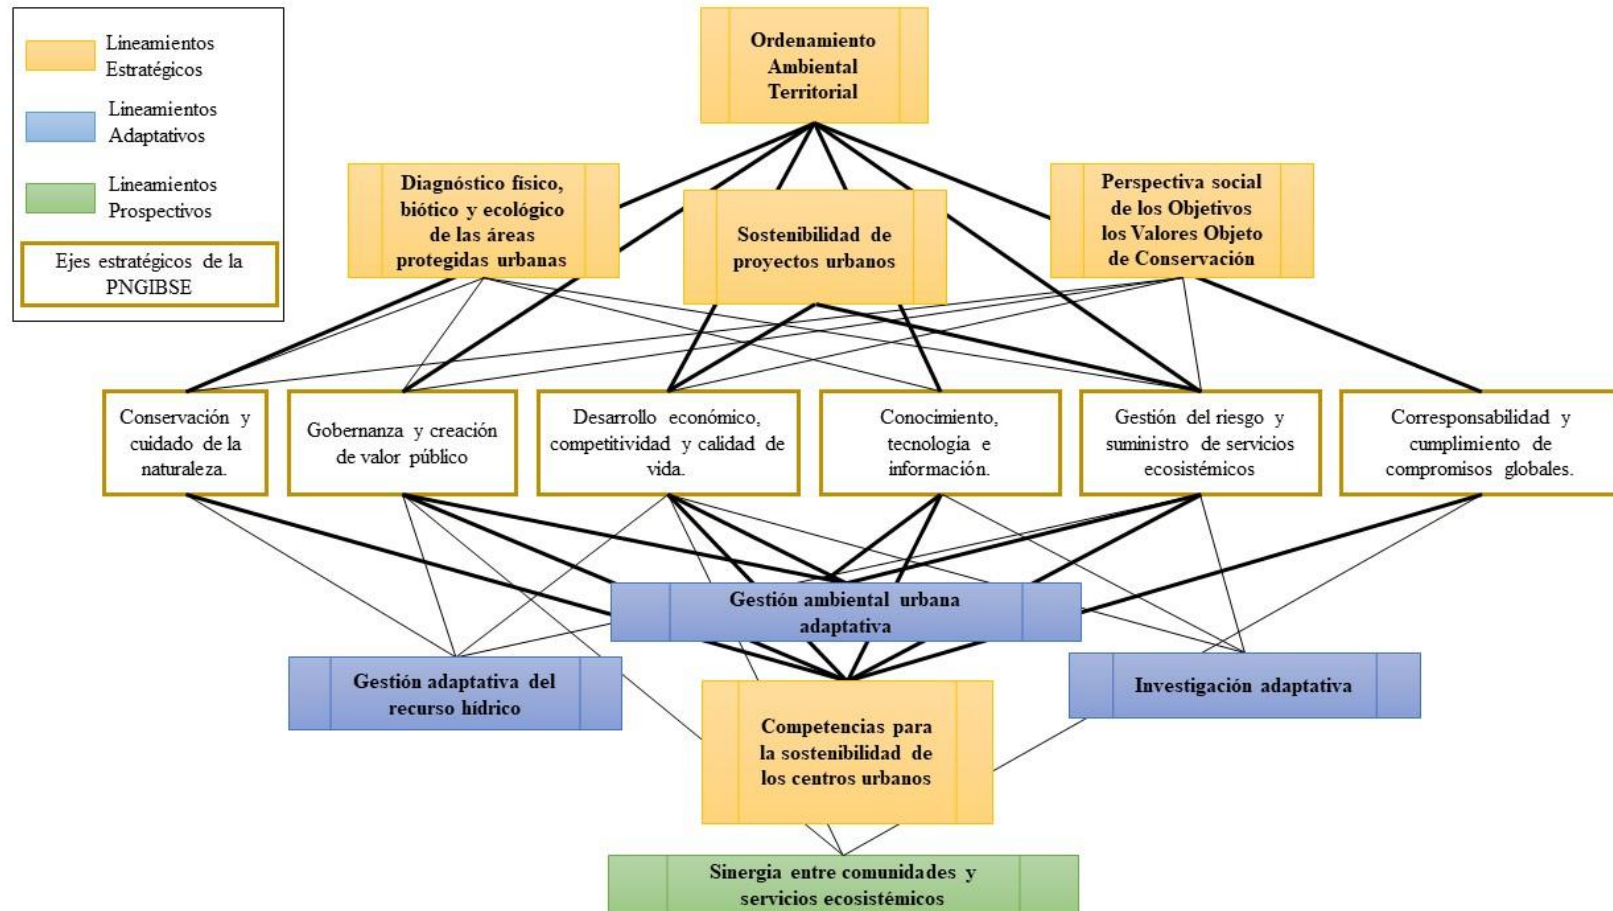 Lineamientos
Estratégicos
Lineamientos
Adaptativos
Lineamientos
Prospectivos
Ejes estratégicos de la
PNGIBSE
Ordenamiento
Ambiental
Territorial
Diagnóstico físico,
biótico y ecológico
de las áreas
protegidas urbanas
Sostenibilidad de
proyectos urbanos
Perspectiva social
de los Objetivos
los Valores Objeto
de Conservación
Conservación y
cuidado de la
naturaleza.
Gobernanza y creación
de valor público
Desarrollo económico,
competitividad y calidad de
vida.
Conocimiento,
tecnología e
información.
Gestión del riesgo y
suministro de servicios
ecosistémicos
Corresponsabilidad y
cumplimiento de
compromisos globales.
Gestión ambiental urbana
adaptativa
Gestión adaptativa del
recurso hídrico
Investigación adaptativa
Competencias para
la sostenibilidad de
los centros urbanos
Sinergia entre comunidades y
servicios ecosistémicos